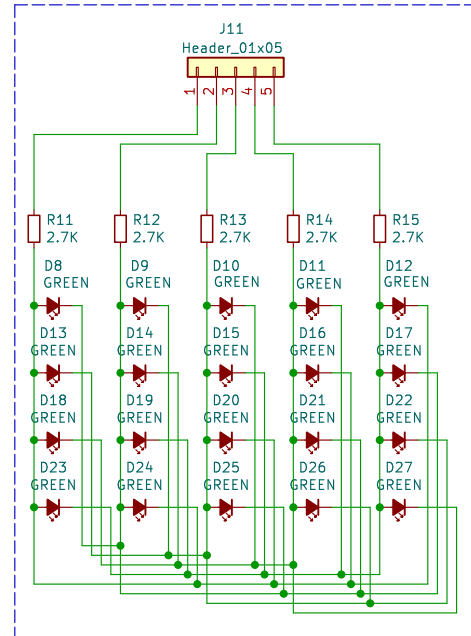 J11
Header_01x05
1 2 3 4 5
R11 R12 R13 R14 R15
2.7K 2.7K 2.7K 2.7K 2.7K
D8 D9 D10 D11 D12
GREEN GREEN GREEN GREEN GREEN
D13 D14 D15 D16 D17
GREEN GREEN GREEN GREEN GREEN
D18 D19 D20 D21 D22
GREEN GREEN GREEN GREEN GREEN
D23 D24 D25 D26 D27
GREEN GREEN GREEN GREEN GREEN